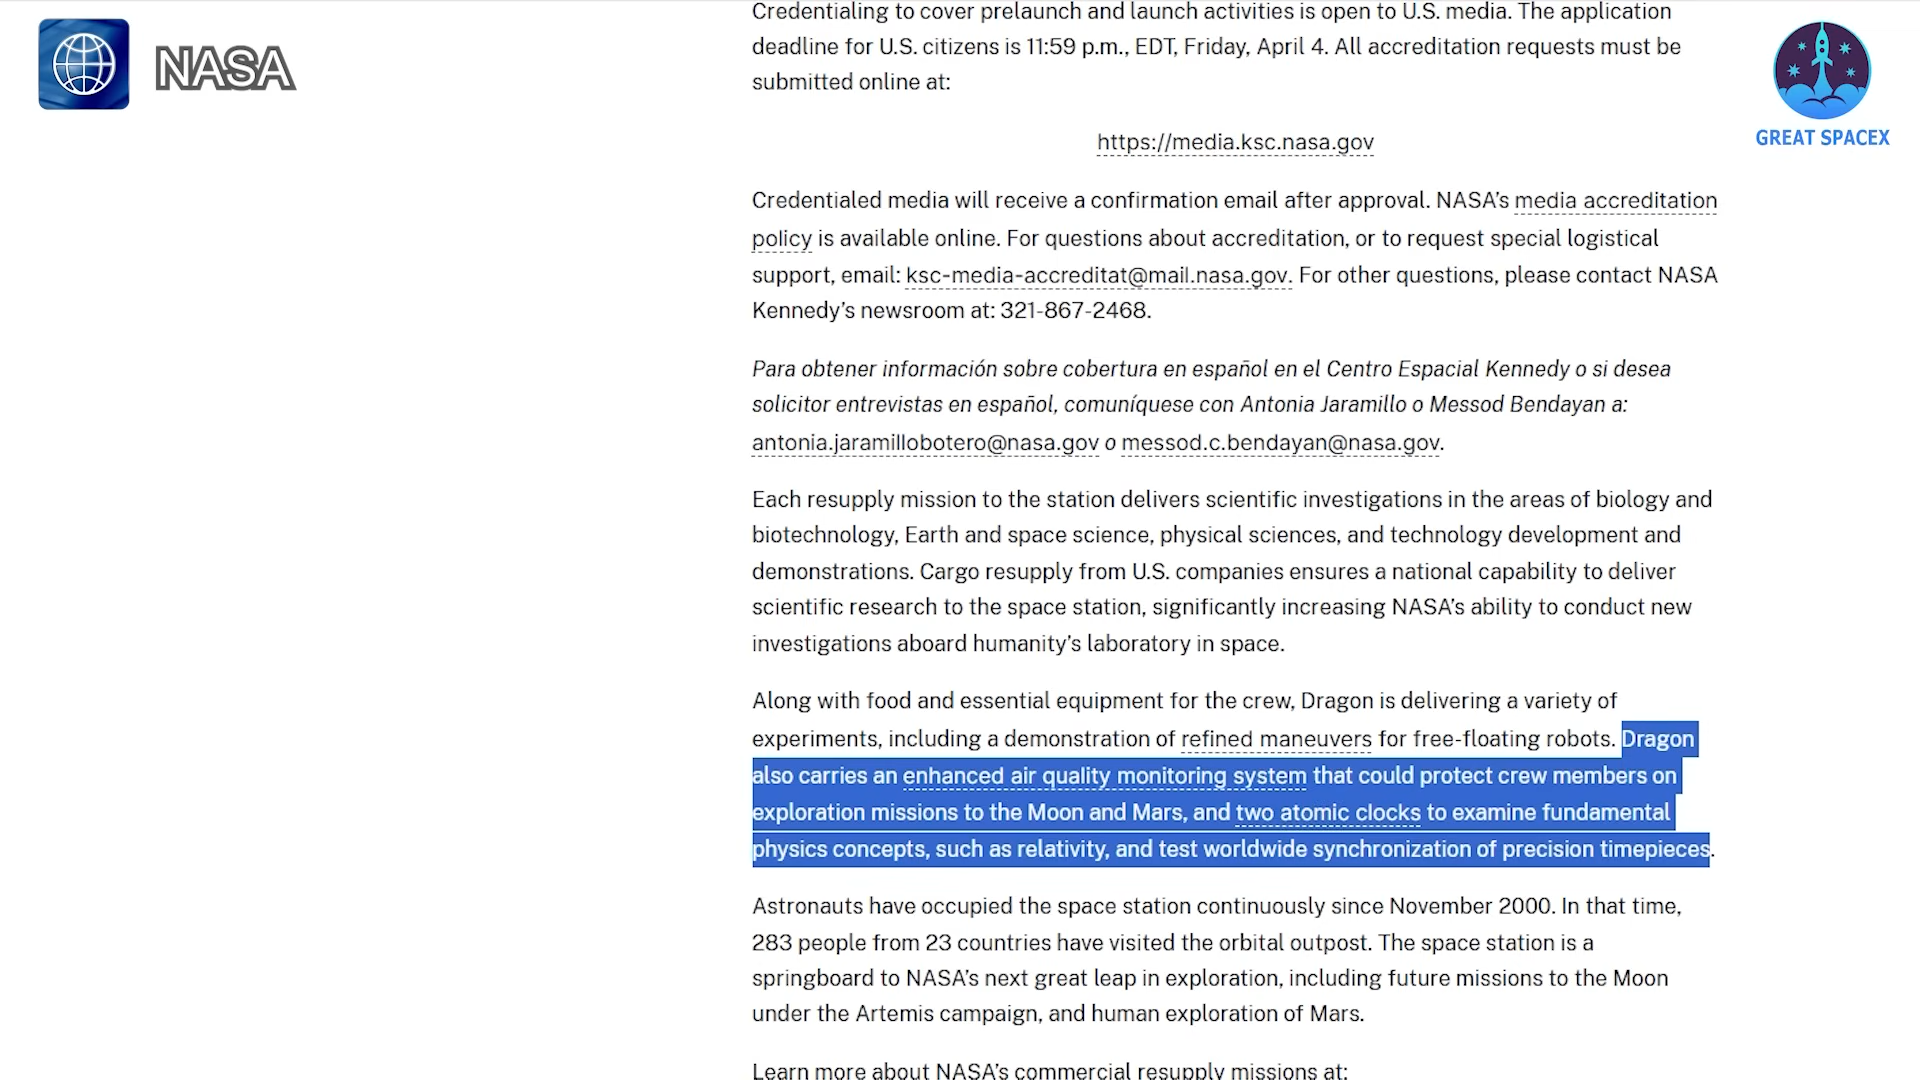 NASA
GREAT SPACEX
Credentialing to cover prelaunch and launch activities is open to U.S. media. The application
deadline for U.S. citizens is 11:59 p.m., EDT, Friday, April 4. All accreditation requests must be
submitted online at:
https://media.ksc.nasa.gov
Credentialed media will receive a confirmation email after approval. NASA’s media accreditation
policy is available online. For questions about accreditation, or to request special logistical
support, email: ksc-media-accreditat@mail.nasa.gov. For other questions, please contact NASA
Kennedy’s newsroom at: 321-867-2468.
Para obtener información sobre cobertura en español en el Centro Espacial Kennedy o si desea
solicitor entrevistas en español, comuníquese con Antonia Jaramillo o Messod Bendayan a:
antonia.jaramillobotero@nasa.gov o messod.c.bendayan@nasa.gov.
Each resupply mission to the station delivers scientific investigations in the areas of biology and
biotechnology, Earth and space science, physical sciences, and technology development and
demonstrations. Cargo resupply from U.S. companies ensures a national capability to deliver
scientific research to the space station, significantly increasing NASA’s ability to conduct new
investigations aboard humanity’s laboratory in space.
Along with food and essential equipment for the crew, Dragon is delivering a variety of
experiments, including a demonstration of refined maneuvers for free-floating robots. Dragon
also carries an enhanced air quality monitoring system that could protect crew members on
exploration missions to the Moon and Mars, and two atomic clocks to examine fundamental
physics concepts, such as relativity, and test worldwide synchronization of precision timepieces.
Astronauts have occupied the space station continuously since November 2000. In that time,
283 people from 23 countries have visited the orbital outpost. The space station is a
springboard to NASA’s next great leap in exploration, including future missions to the Moon
under the Artemis campaign, and human exploration of Mars.
Learn more about NASA’s commercial resupply missions at: